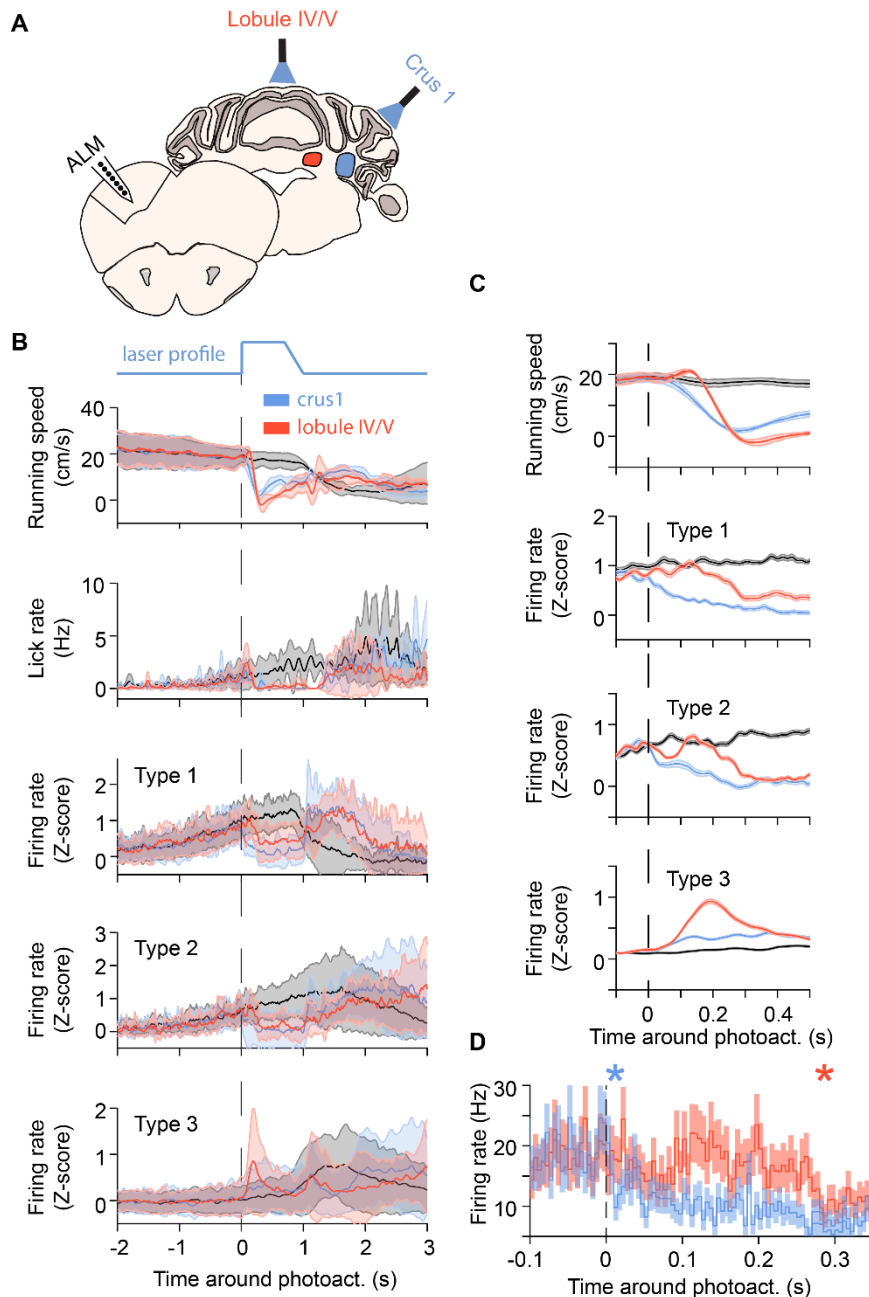 A
Lobule IV/V
Crus 1
ALM
B
laser profile
crus1
lobule IV/V
Running speed
(cm/s)
40
20
0
Lick rate
(Hz)
10
5
0
Type 1
Firing rate
(Z-score)
2
1
0
Type 2
Firing rate
(Z-score)
3
2
1
0
Type 3
Firing rate
(Z-score)
2
1
0
-2 -1 0 1 2 3
Time around photoact. (s)
C
Running speed
(cm/s)
20
0
Type 1
Firing rate
(Z-score)
2
1
0
Type 2
Firing rate
(Z-score)
1
0
Type 3
Firing rate
(Z-score)
1
0
0 0.2 0.4
Time around photoact. (s)
D
* *
Firing rate (Hz)
30
20
10
-0.1 0 0.1 0.2 0.3
Time around photoact. (s)